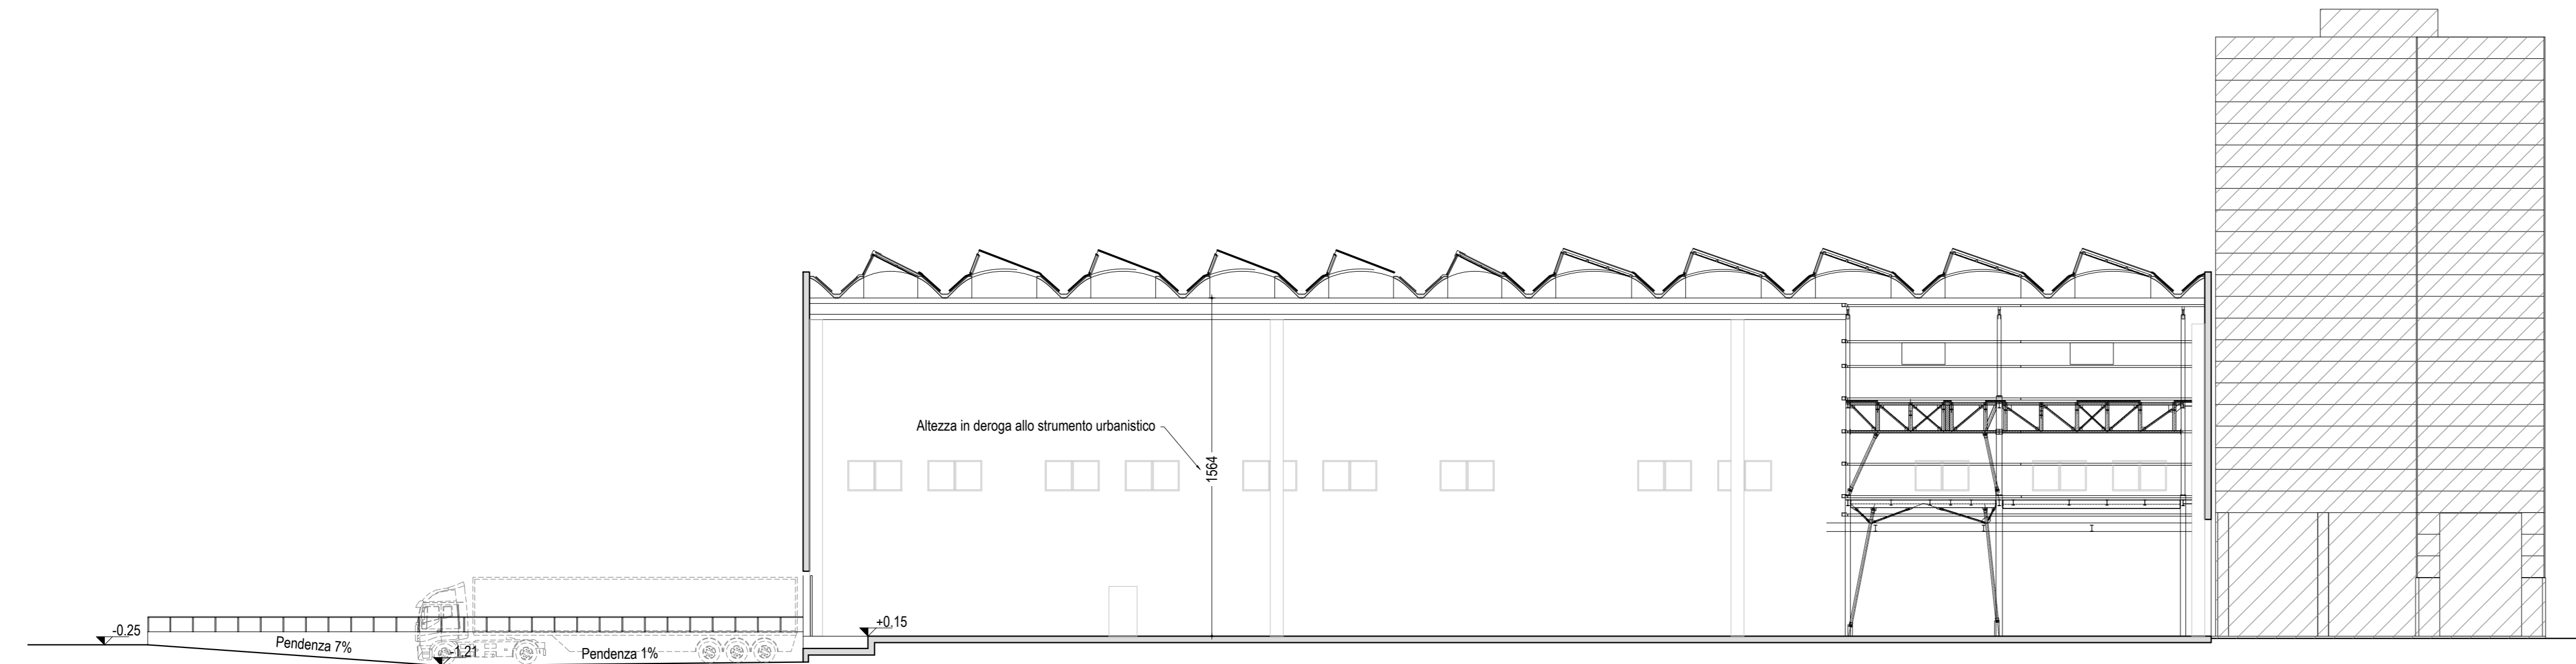 Altezza in deroga allo strumento urbanistico
1564
-0.25
+0.15
Pendenza 7%
-1.21
Pendenza 1%